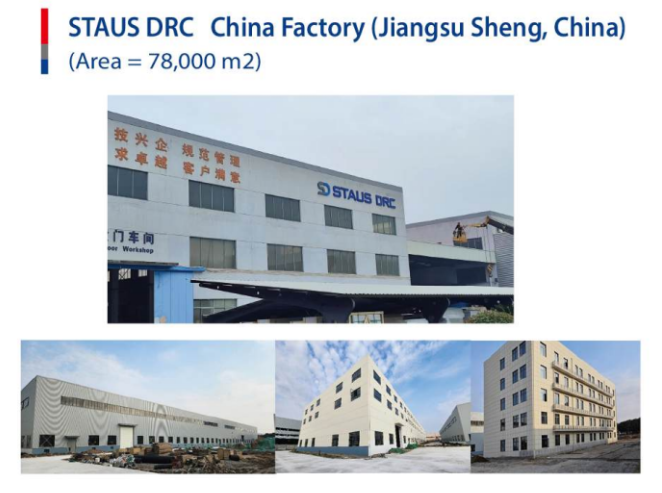 STAUS DRC China Factory (Jiangsu Sheng, China)
(Area = 78,000 m2)
技兴企 规范管理
求卓越 客户满意
STAUS DRC
门车间
Workshop